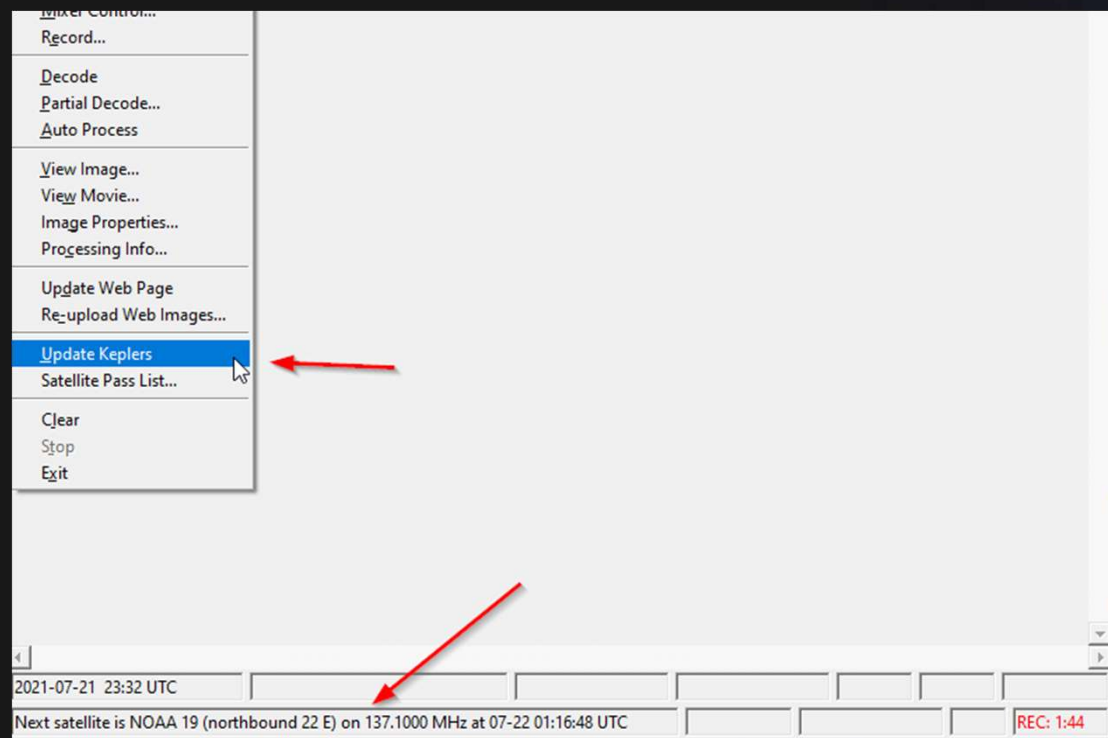 Mixer Control...
Record...
Decode
Partial Decode...
Auto Process
View Image...
View Movie...
Image Properties...
Processing Info...
Update Web Page
Re-upload Web Images...
Update Keplers
Satellite Pass List...
Clear
Stop
Exit
2021-07-21 23:32 UTC
Next satellite is NOAA 19 (northbound 22 E) on 137.1000 MHz at 07-22 01:16:48 UTC
REC: 1:44